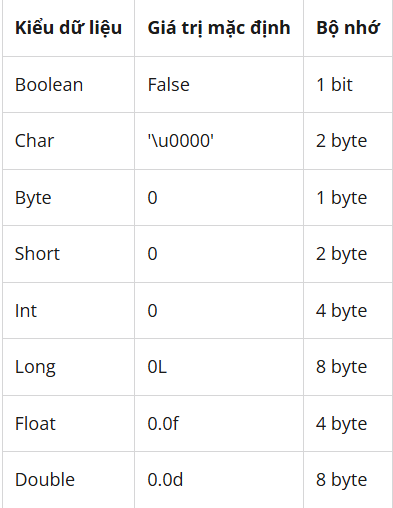 Kiểu dữ liệu Giá trị mặc định Bộ nhớ
Boolean False 1 bit
Char '\u0000' 2 byte
Byte 0 1 byte
Short 0 2 byte
Int 0 4 byte
Long 0L 8 byte
Float 0.0f 4 byte
Double 0.0d 8 byte